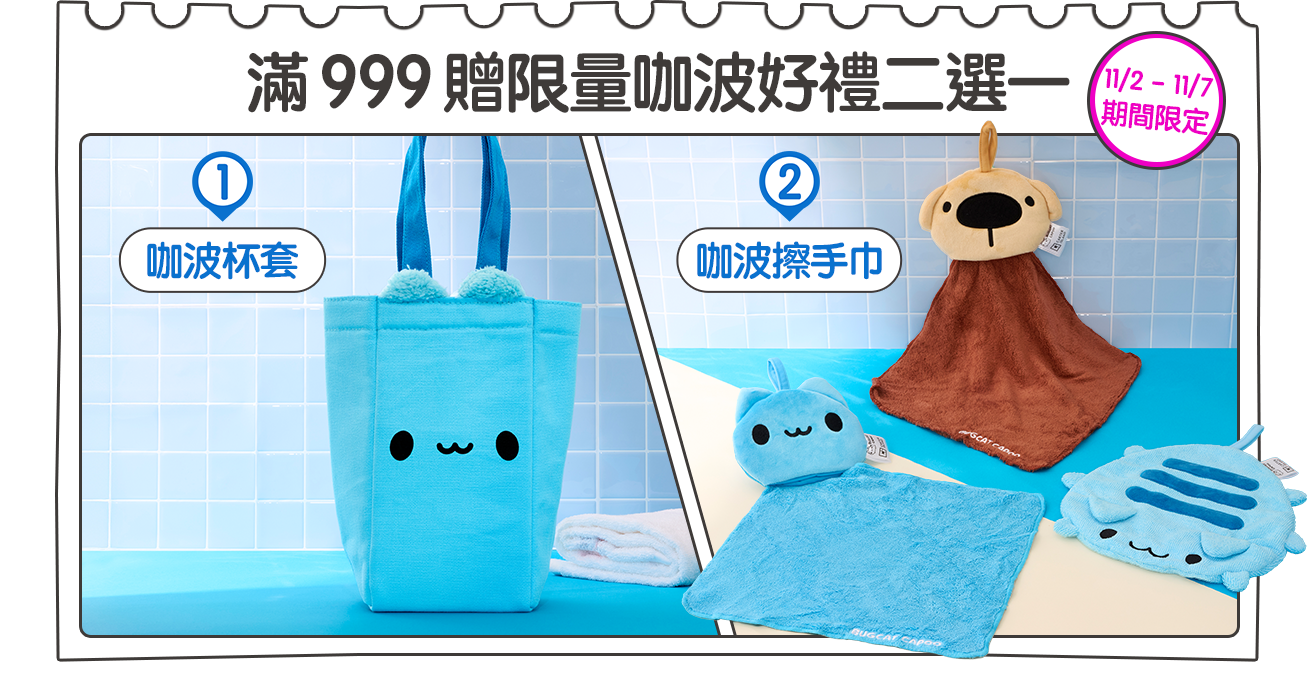 滿 999 贈限量咖波好禮二選一
11/2 - 11/7
期間限定
1
咖波杯套
2
咖波擦手巾
BUGCAT CAPOO
BUGCAT CAPOO